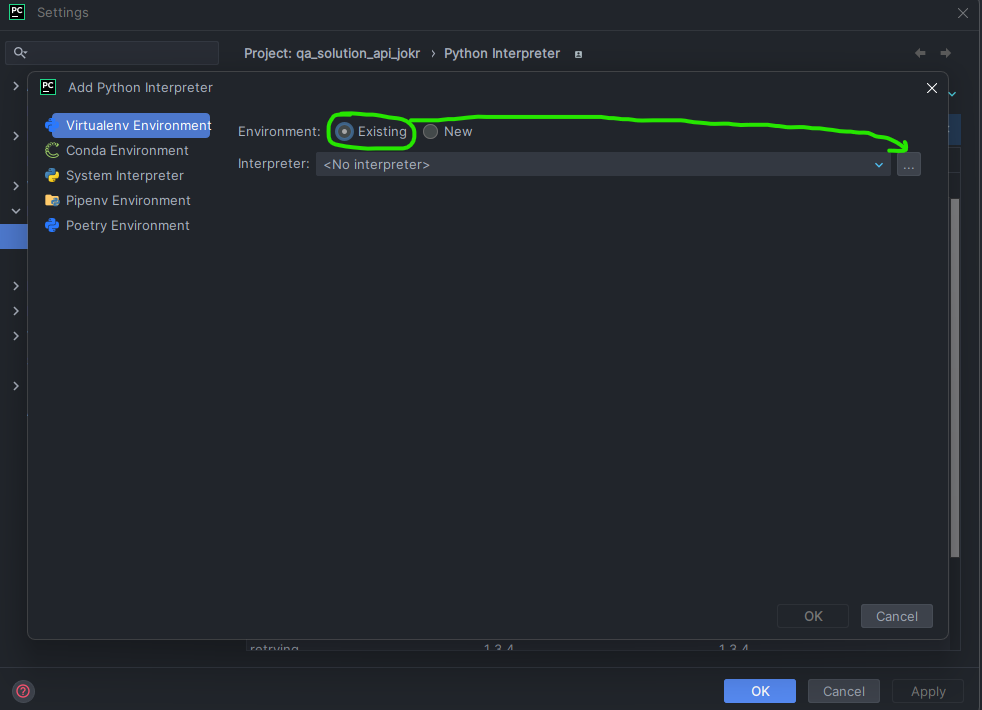 PC Settings
Project: qa_solution_api_jokr › Python Interpreter
PC Add Python Interpreter
Virtualenv Environment
Environment: Existing New
Conda Environment
Interpreter: <No interpreter> ...
System Interpreter
Pipenv Environment
Poetry Environment
OK Cancel
retrying 1.3.4 1.3.4
? OK Cancel Apply